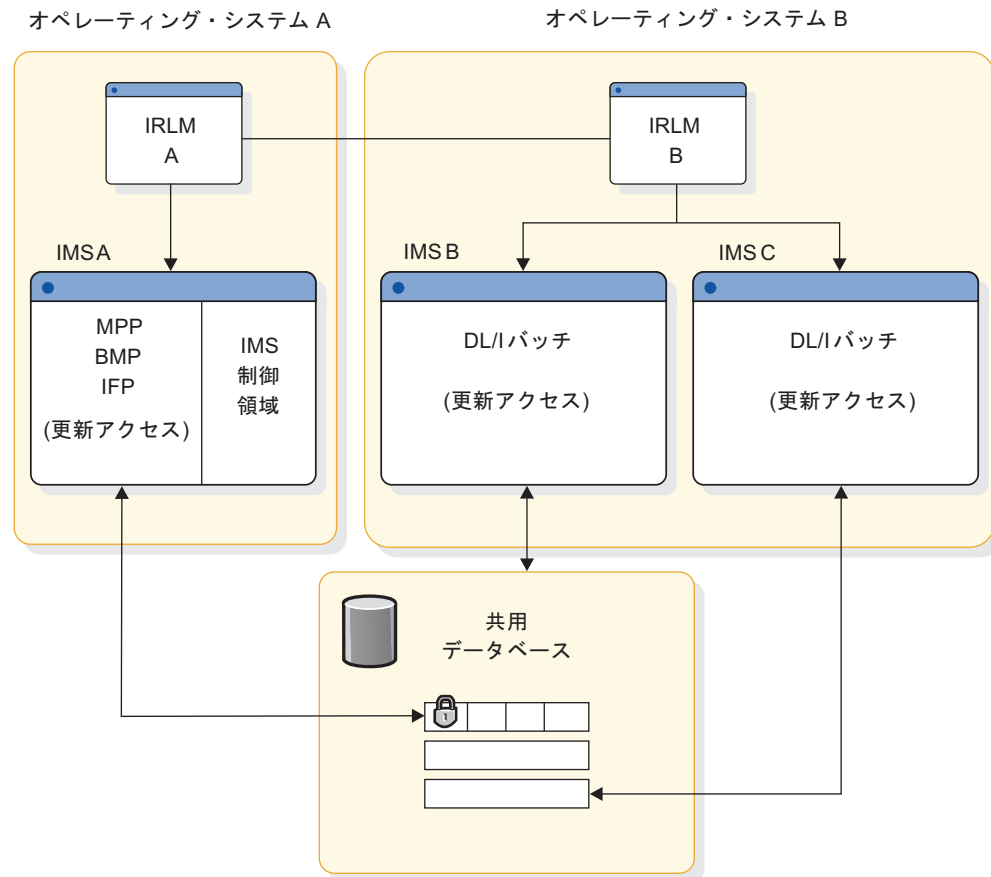 オペレーティング・システム A
オペレーティング・システム B
IRLM
A
IRLM
B
IMS A
IMS B
IMS C
MPP
BMP
IFP
(更新アクセス)
IMS
制御
領域
DL/I バッチ
(更新アクセス)
DL/I バッチ
(更新アクセス)
共用
データベース